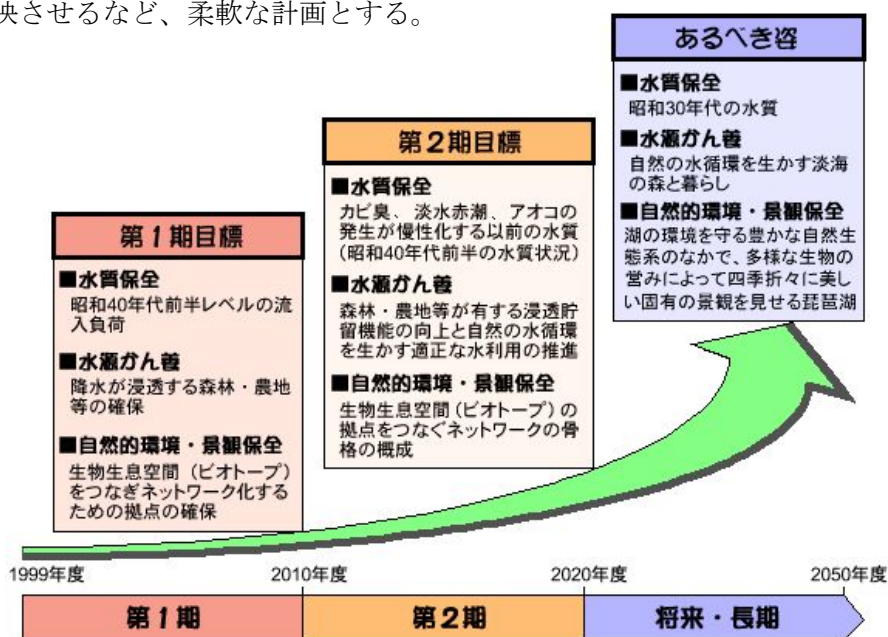 映させるなど、柔軟な計画とする。
あるべき姿
■水質保全
昭和30年代の水質
■水源かん養
自然の水循環を生かす淡海
の森と暮らし
■自然的環境・景観保全
湖の環境を守る豊かな自然生
態系のなかで、多様な生物の
営みによって四季折々に美し
い固有の景観を見せる琵琶湖
第2期目標
■水質保全
カビ臭、淡水赤潮、アオコの
発生が慢性化する以前の水質
(昭和40年代前半の水質状況)
■水源かん養
森林・農地等が有する浸透貯
留機能の向上と自然の水循環
を生かす適正な水利用の推進
■自然的環境・景観保全
生物生息空間(ビオトープ)の
拠点をつなぐネットワークの骨
格の概成
第1期目標
■水質保全
昭和40年代前半レベルの流
入負荷
■水源かん養
降水が浸透する森林・農地
等の確保
■自然的環境・景観保全
生物生息空間(ビオトープ)
をつなぎネットワーク化する
ための拠点の確保
1999年度 2010年度 2020年度 2050年度
第1期 第2期 将来・長期